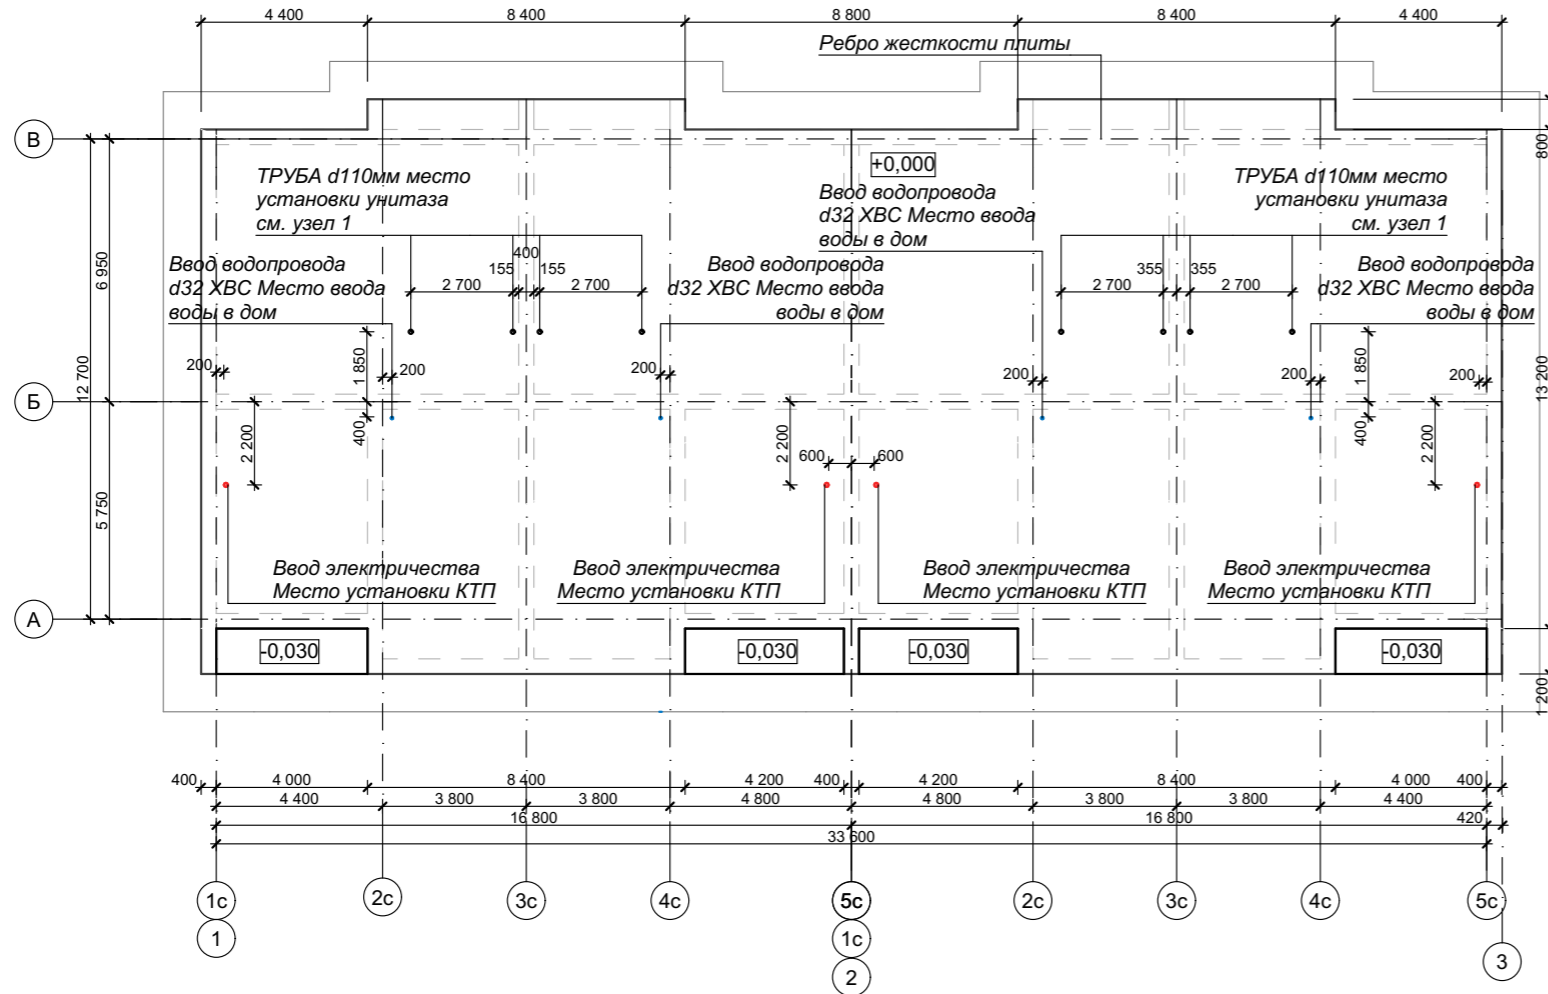 4 400 8 400 8 800 8 400 4 400
Ребро жесткости плиты
В
+0,000
800
ТРУБА d110мм место
установки унитаза
см. узел 1
Ввод водопровода
d32 ХВС Место ввода
воды в дом
ТРУБА d110мм место
установки унитаза
см. узел 1
400
155 155
2 700 2 700
355 355
2 700 2 700
Ввод водопровода
d32 ХВС Место ввода
воды в дом
Ввод водопровода
d32 ХВС Место ввода
воды в дом
Ввод водопровода
d32 ХВС Место ввода
воды в дом
6 950
12 700
200 1 850 200 200 200 200 1 850 200
13 200
Б
400 400
2 200 2 200 2 200
600 600
5 750
Ввод электричества
Место установки КТП
Ввод электричества
Место установки КТП
Ввод электричества
Место установки КТП
Ввод электричества
Место установки КТП
А
-0,030 -0,030 -0,030 -0,030
1 200
400 4 000 8 400 4 200 400 4 200 8 400 4 000 400
4 400 3 800 3 800 4 800 4 800 3 800 3 800 4 400
16 800 16 800 420
33 600
1с 2с 3с 4с 5с 2с 3с 4с 5с
1 1с
2 3